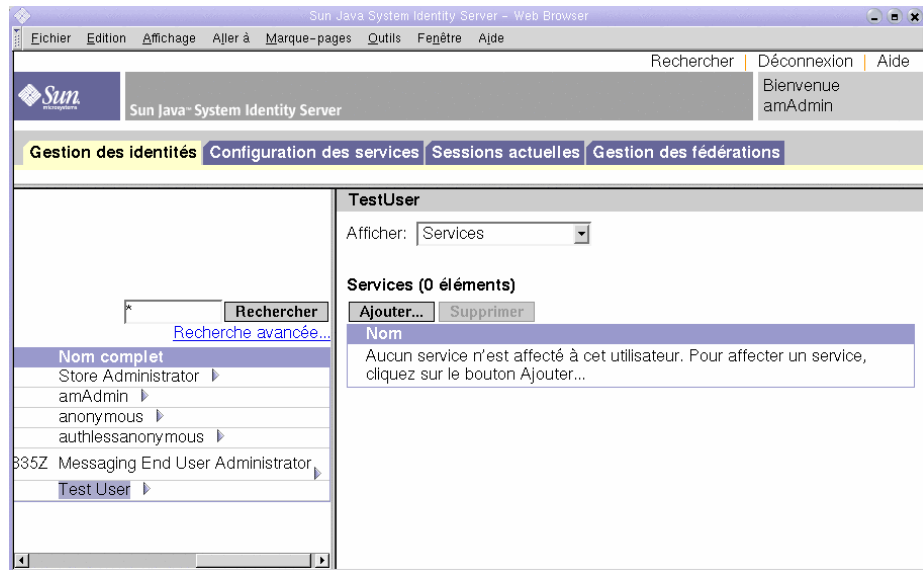 Sun Java System Identity Server - Web Browser
Fichier Edition Affichage Aller à Marque-pages Outils Fenêtre Aide
Rechercher | Déconnexion | Aide
Sun
microsystems
Sun Java™ System Identity Server
Bienvenue
amAdmin
Gestion des identités Configuration des services Sessions actuelles Gestion des fédérations
TestUser
Afficher: Services
Services (0 éléments)
Ajouter... Supprimer
Nom
Aucun service n'est affecté à cet utilisateur. Pour affecter un service,
cliquez sur le bouton Ajouter...
* Rechercher
Recherche avancée...
Nom complet
Store Administrator
amAdmin
anonymous
authlessanonymous
335Z Messaging End User Administrator
Test User